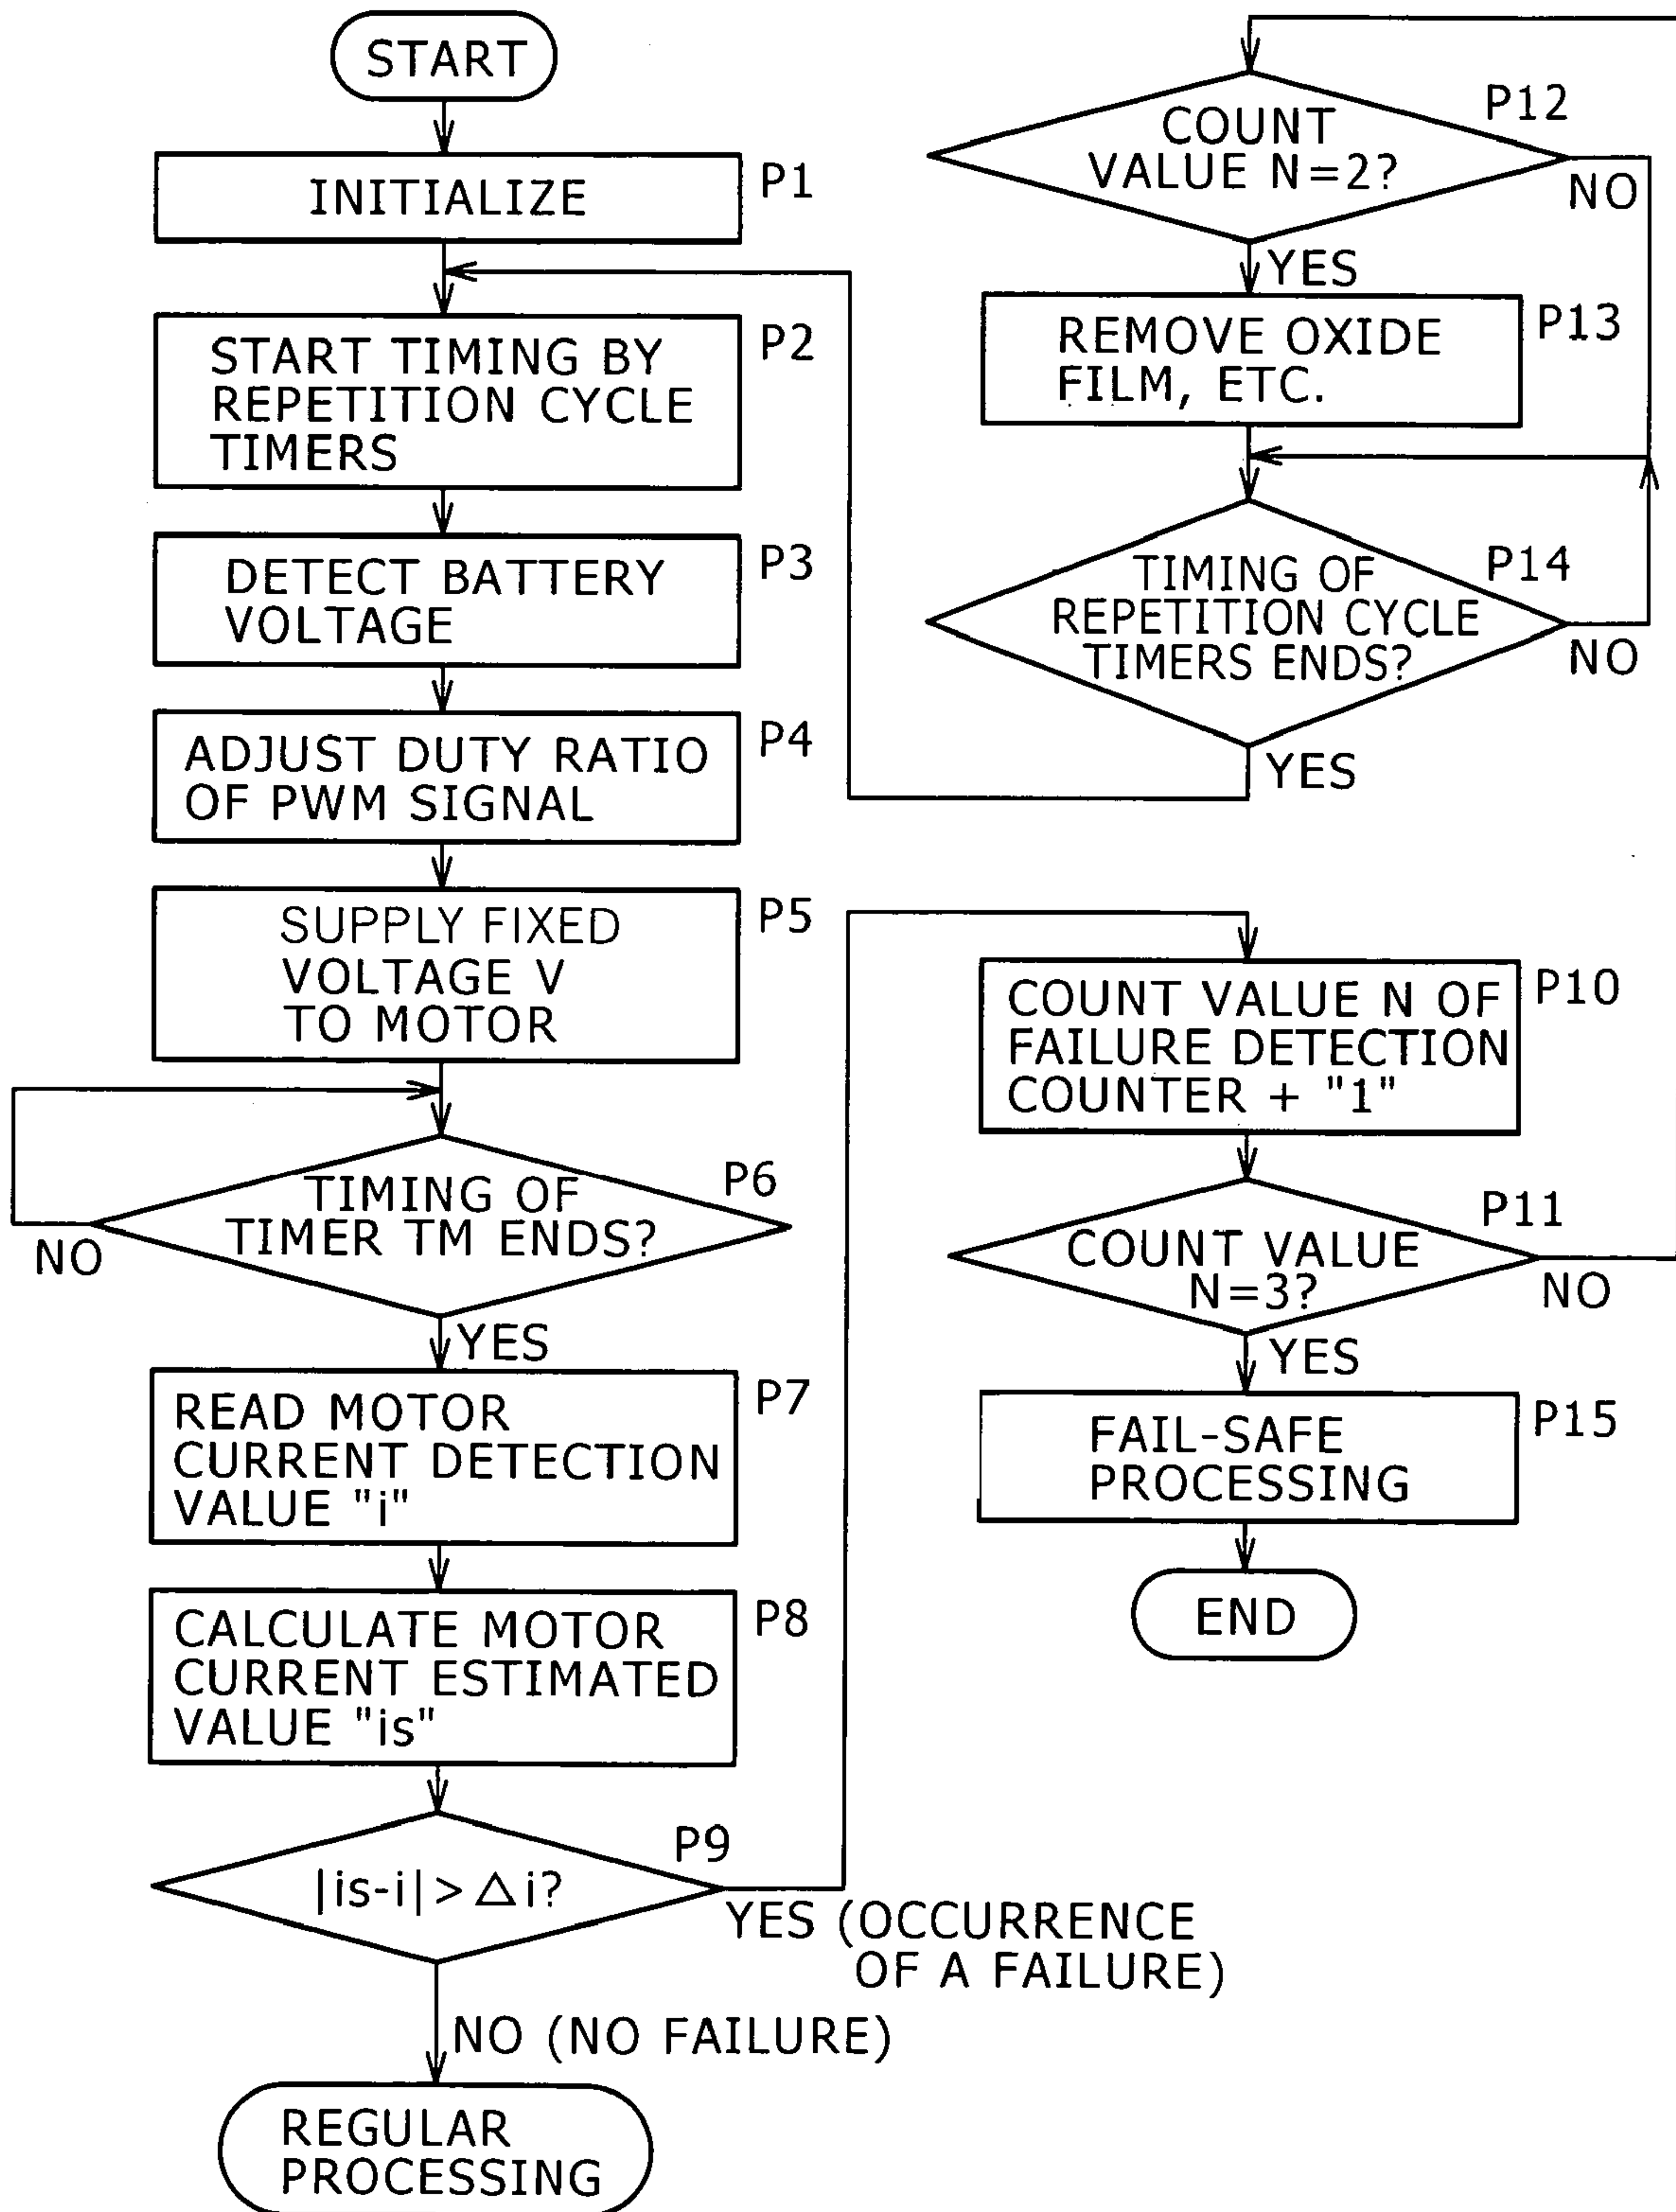 START
INITIALIZE
P1
START TIMING BY
REPETITION CYCLE
TIMERS
P2
DETECT BATTERY
VOLTAGE
P3
ADJUST DUTY RATIO
OF PWM SIGNAL
P4
SUPPLY FIXED
VOLTAGE V
TO MOTOR
P5
TIMING OF
TIMER TM ENDS?
P6
NO
YES
READ MOTOR
CURRENT DETECTION
VALUE "i"
P7
CALCULATE MOTOR
CURRENT ESTIMATED
VALUE "is"
P8
|is-i|>△i?
P9
YES (OCCURRENCE
OF A FAILURE)
NO (NO FAILURE)
REGULAR
PROCESSING
COUNT
VALUE N=2?
P12
NO
YES
REMOVE OXIDE
FILM, ETC.
P13
TIMING OF
REPETITION CYCLE
TIMERS ENDS?
P14
NO
YES
COUNT VALUE N OF
FAILURE DETECTION
COUNTER + "1"
P10
COUNT VALUE
N=3?
P11
NO
YES
FAIL-SAFE
PROCESSING
P15
END